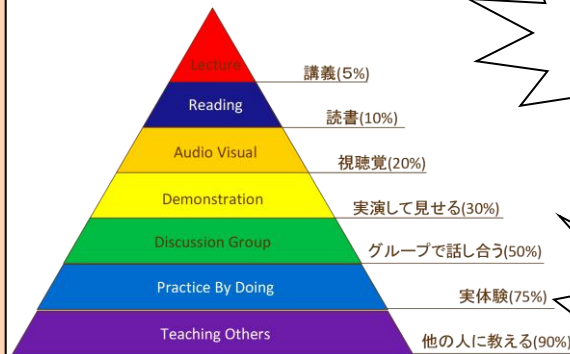 Lecture
講義(5%)
Reading
読書(10%)
Audio Visual
視聴覚(20%)
Demonstration
実演して見せる(30%)
Discussion Group
グループで話し合う(50%)
Practice By Doing
実体験(75%)
Teaching Others
他の人に教える(90%)